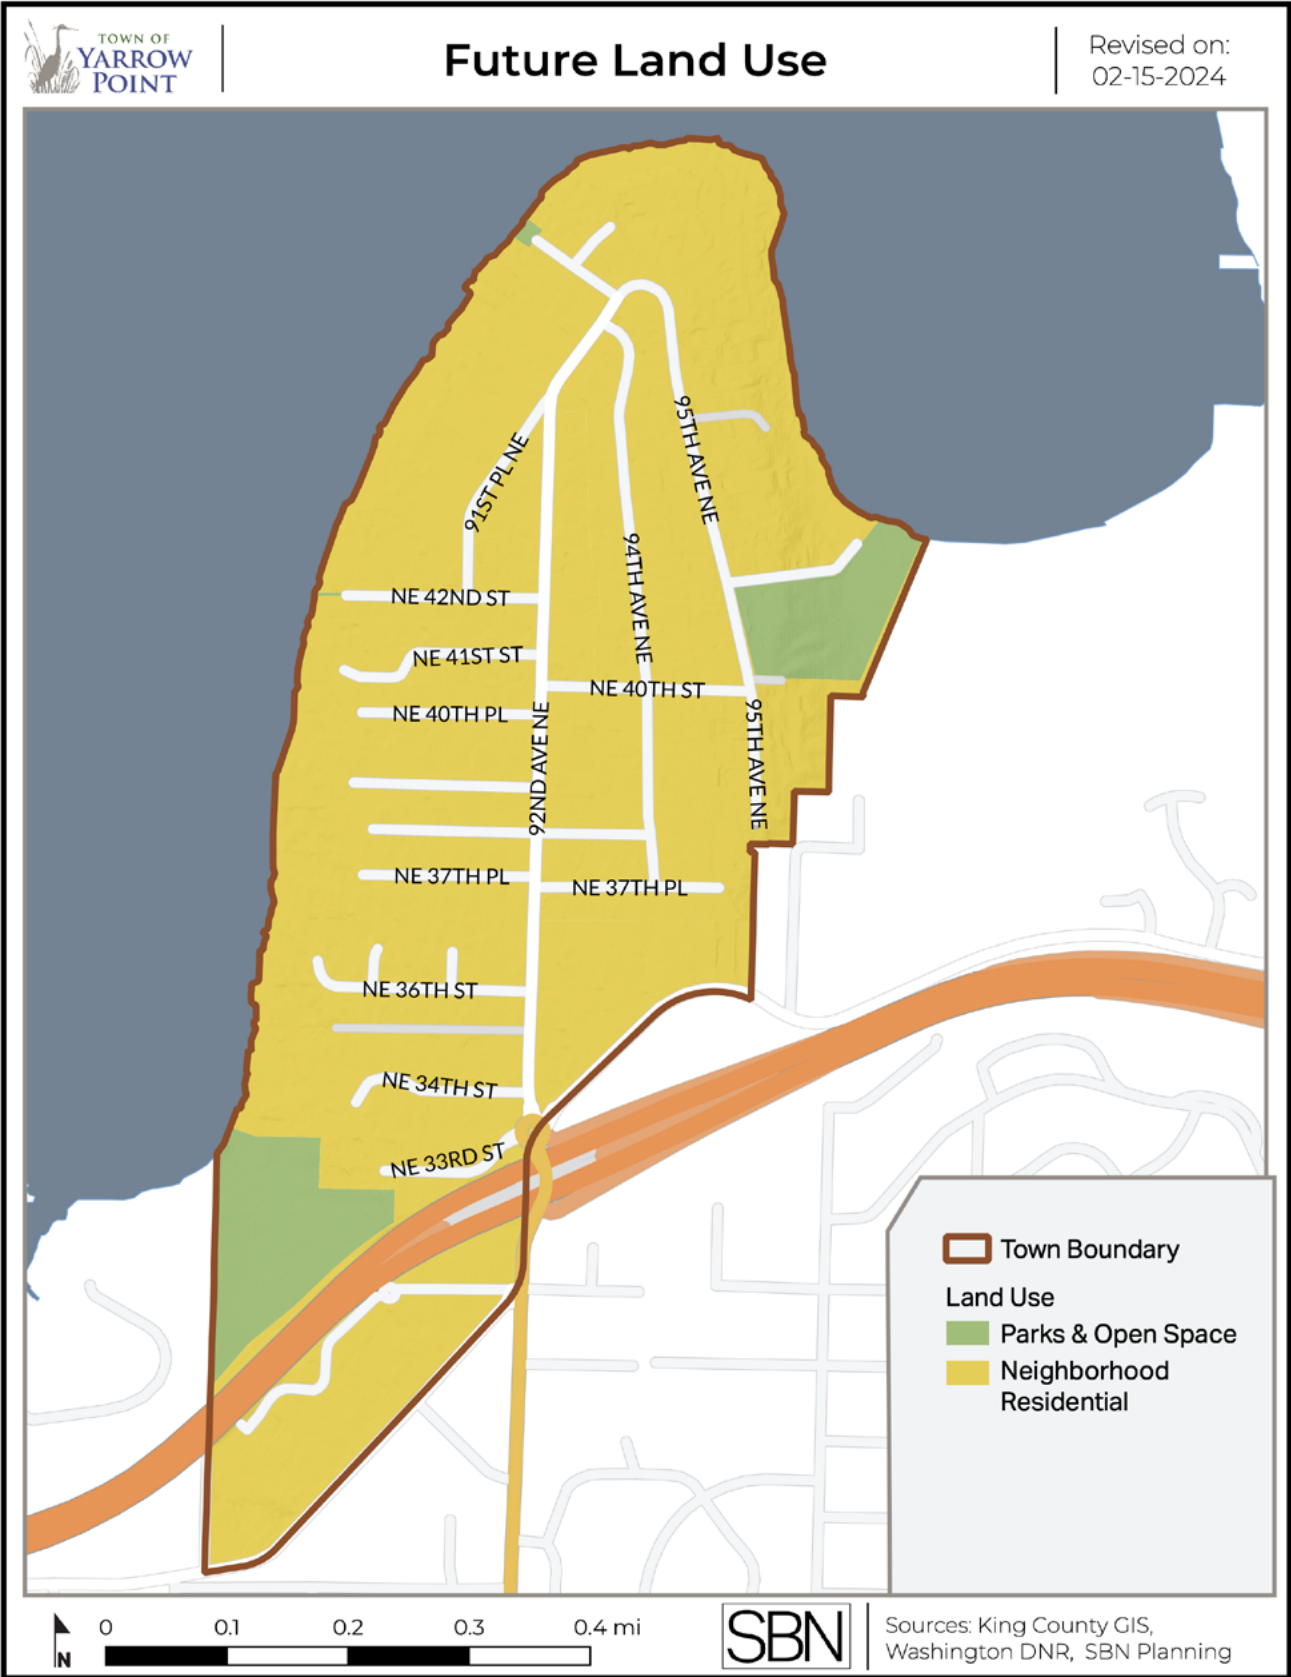 TOWN OF
YARROW
POINT
Future Land Use
Revised on:
02-15-2024
91ST PL NE
95TH AVE NE
94TH AVE NE
NE 42ND ST
NE 41ST ST
NE 40TH ST
NE 40TH PL
92ND AVE NE
95TH AVE NE
NE 37TH PL
NE 37TH PL
NE 36TH ST
NE 34TH ST
NE 33RD ST
Town Boundary
Land Use
Parks & Open Space
Neighborhood
Residential
N
0 0.1 0.2 0.3 0.4 mi
SBN
Sources: King County GIS,
Washington DNR, SBN Planning